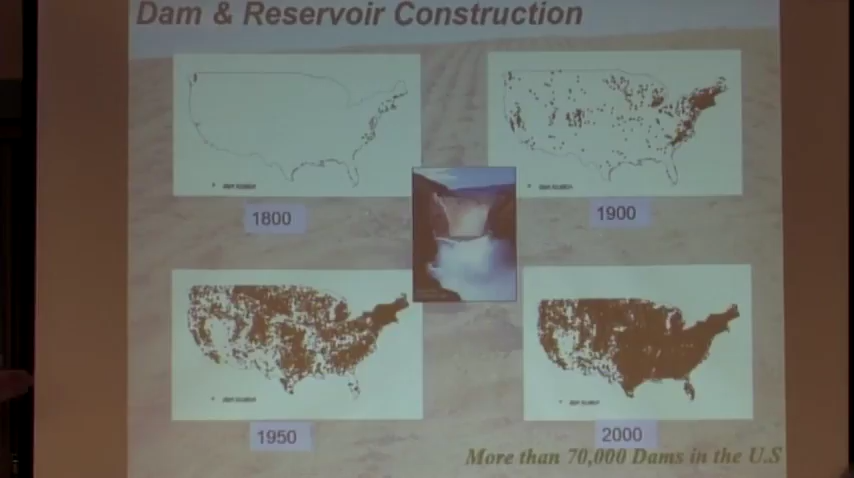 Dam & Reservoir Construction
1800
1900
1950
2000
More than 70,000 Dams in the U.S